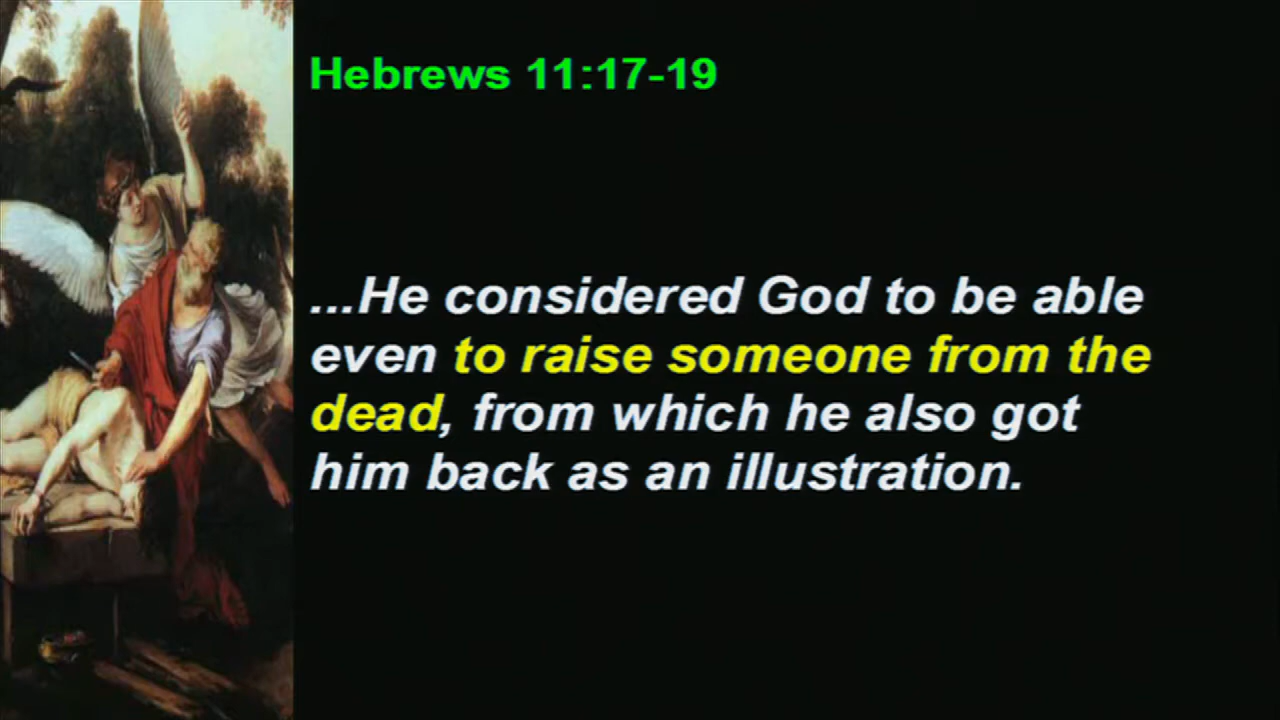 Hebrews 11:17-19
...He considered God to be able
even to raise someone from the
dead, from which he also got
him back as an illustration.